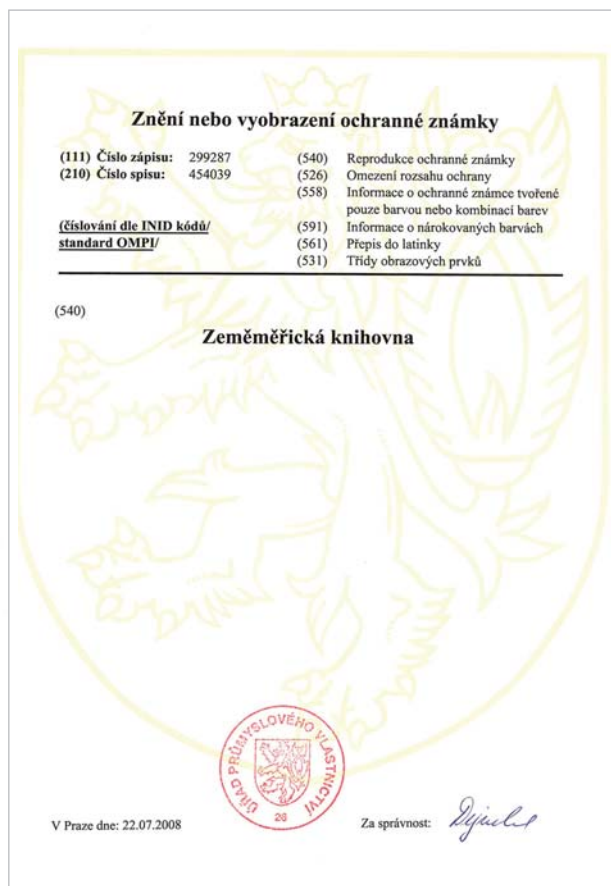 Znění nebo vyobrazení ochranné známky
(111) Číslo zápisu: 299287
(210) Číslo spisu: 454039
(číslování dle INID kódů/
standard OMPI/
(540) Reprodukce ochranné známky
(526) Omezení rozsahu ochrany
(558) Informace o ochranné známce tvořené
pouze barvou nebo kombinací barev
(591) Informace o nárokovaných barvách
(561) Přepis do latinky
(531) Třídy obrazových prvků
(540)
Zeměměřická knihovna
ÚŘAD PRŮMYSLOVÉHO VLASTNICTVÍ
26
V Praze dne: 22.07.2008
Za správnost: